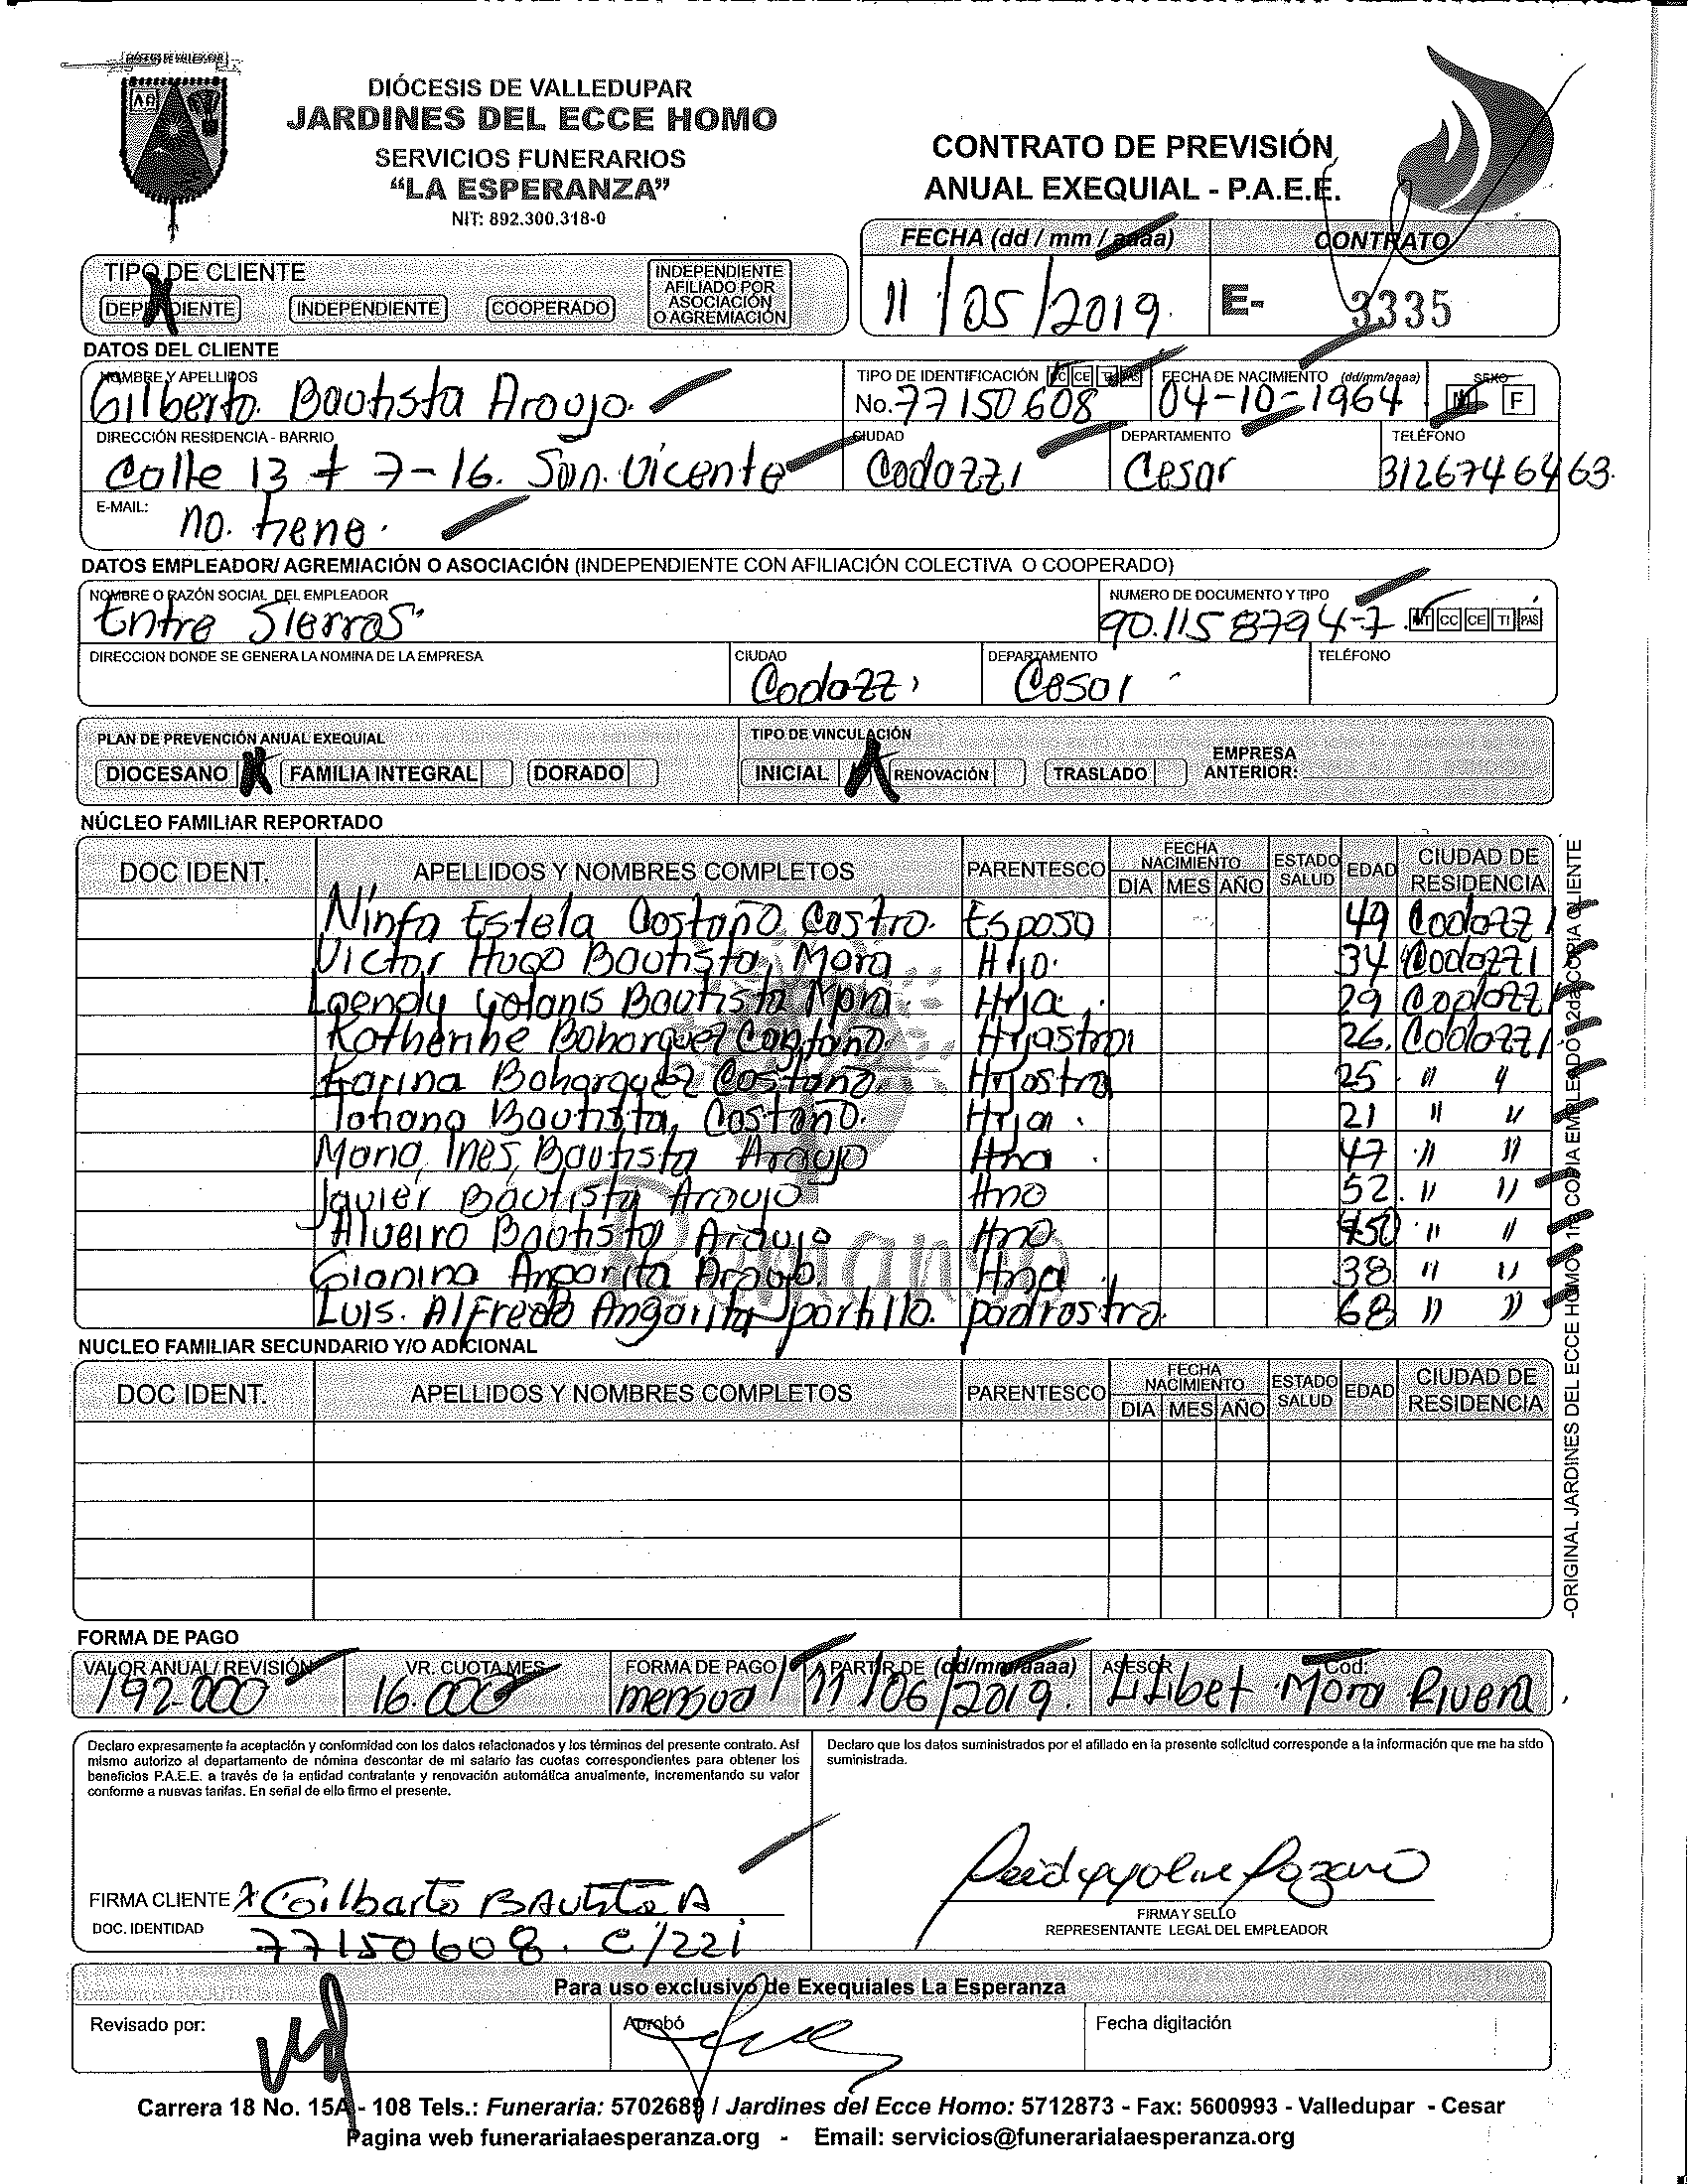 DIÓCESIS DE VALLEDUPAR
JARDINES DEL ECCE HOMO
SERVICIOS FUNERARIOS
“LA ESPERANZA”
NIT: 892.300.318-0
CONTRATO DE PREVISIÓN
ANUAL EXEQUIAL - P.A.E.E.
FECHA (dd / mm / aaaa) CONTRATO
11 / 05 / 2019. E- 3335
TIPO DE CLIENTE
DEPENDIENTE INDEPENDIENTE COOPERADO INDEPENDIENTE AFILIADO POR ASOCIACIÓN O AGREMIACIÓN
DATOS DEL CLIENTE
NOMBRE Y APELLIDOS TIPO DE IDENTIFICACIÓN CC CE TI PAS FECHA DE NACIMIENTO (dd/mm/aaaa) SEXO
Gilberto. Bautista Araujo. No. 77150608 04-10-1964 M F
DIRECCIÓN RESIDENCIA - BARRIO CIUDAD DEPARTAMENTO TELÉFONO
Calle 13 # 7-16. San. Vicente Codazzi Cesar 3126746463.
E-MAIL: no. tiene.
DATOS EMPLEADOR/ AGREMIACIÓN O ASOCIACIÓN (INDEPENDIENTE CON AFILIACIÓN COLECTIVA O COOPERADO)
NOMBRE O RAZÓN SOCIAL DEL EMPLEADOR NUMERO DE DOCUMENTO Y TIPO
Entre Sierras 90.1158794-7. NIT CC CE TI PAS
DIRECCION DONDE SE GENERA LA NOMINA DE LA EMPRESA CIUDAD DEPARTAMENTO TELÉFONO
Codazzi Cesar
PLAN DE PREVENCIÓN ANUAL EXEQUIAL TIPO DE VINCULACIÓN
DIOCESANO X FAMILIA INTEGRAL DORADO INICIAL X RENOVACIÓN TRASLADO EMPRESA ANTERIOR:
NÚCLEO FAMILIAR REPORTADO
DOC IDENT. APELLIDOS Y NOMBRES COMPLETOS PARENTESCO FECHA NACIMIENTO DIA MES AÑO ESTADO SALUD EDAD CIUDAD DE RESIDENCIA
Ninfa Estela Castaño Castro. Esposa 49 Codazzi
Victor Hugo Bautista, Mora Hijo. 34 Codazzi
Bautista Mora. Hija. 29 Codazzi
Katherine Bohorquez Castaño. Hijastra 26. Codazzi
Karina Bohorquez Castaño. Hijastra 25 " "
Tatiana Bautista, Castaño. Hija. 21 " "
Maria, Ines, Bautista Araujo Hna. 47 " "
Javier Bautista Araujo Hno 52. " "
Alveiro Bautista Araujo Hno 50 " "
Gianina Angarita Araujo. Hna. 38 " "
Luis. Alfredo Angarita portillo. padrastro. 68 " "
NUCLEO FAMILIAR SECUNDARIO Y/O ADICIONAL
DOC IDENT. APELLIDOS Y NOMBRES COMPLETOS PARENTESCO FECHA NACIMIENTO DIA MES AÑO ESTADO SALUD EDAD CIUDAD DE RESIDENCIA
-ORIGINAL JARDINES DEL ECCE HOMO 1ra COPIA EMPLEADO 2da COPIA CLIENTE
FORMA DE PAGO
VALOR ANUAL/ REVISIÓN VR. CUOTA MES FORMA DE PAGO A PARTIR DE (dd/mm/aaaa) ASESOR Cod:
192.000 16.000 mensual 11/06/2019. Lilibet Mora Rivera
Declaro expresamente la aceptación y conformidad con los datos relacionados y los términos del presente contrato. Así
mismo autorizo al departamento de nómina descontar de mi salario las cuotas correspondientes para obtener los
beneficios P.A.E.E. a través de la entidad contratante y renovación automática anualmente, incrementando su valor
conforme a nuevas tarifas. En señal de ello firmo el presente.
Declaro que los datos suministrados por el afiliado en la presente solicitud corresponde a la información que me ha sido
suministrada.
FIRMA CLIENTE X Gilberto BAutista A
DOC. IDENTIDAD 77150608.
FIRMA Y SELLO
REPRESENTANTE LEGAL DEL EMPLEADOR
Para uso exclusivo de Exequiales La Esperanza
Revisado por: Aprobó Fecha digitación
Carrera 18 No. 15A - 108 Tels.: Funeraria: 5702689 / Jardines del Ecce Homo: 5712873 - Fax: 5600993 - Valledupar - Cesar
Pagina web funerarialaesperanza.org - Email: servicios@funerarialaesperanza.org